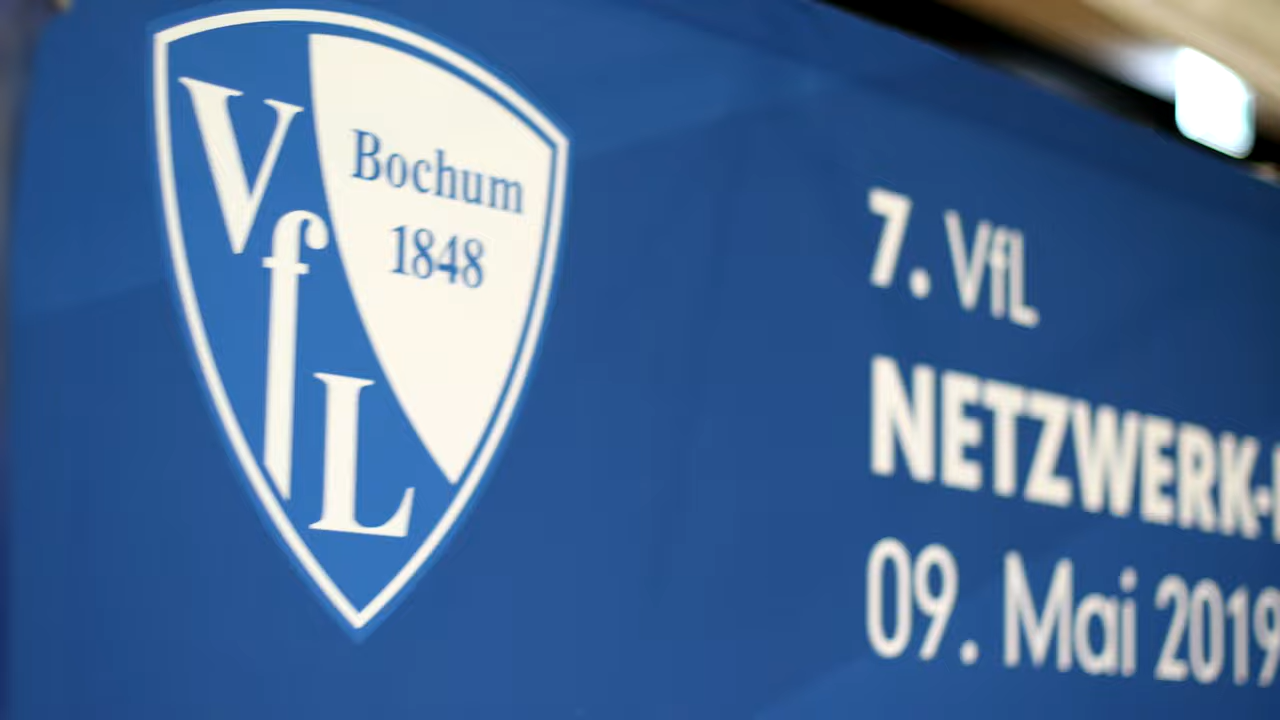 VfL
Bochum
1848
7. VfL
NETZWERK-
09. Mai 2019